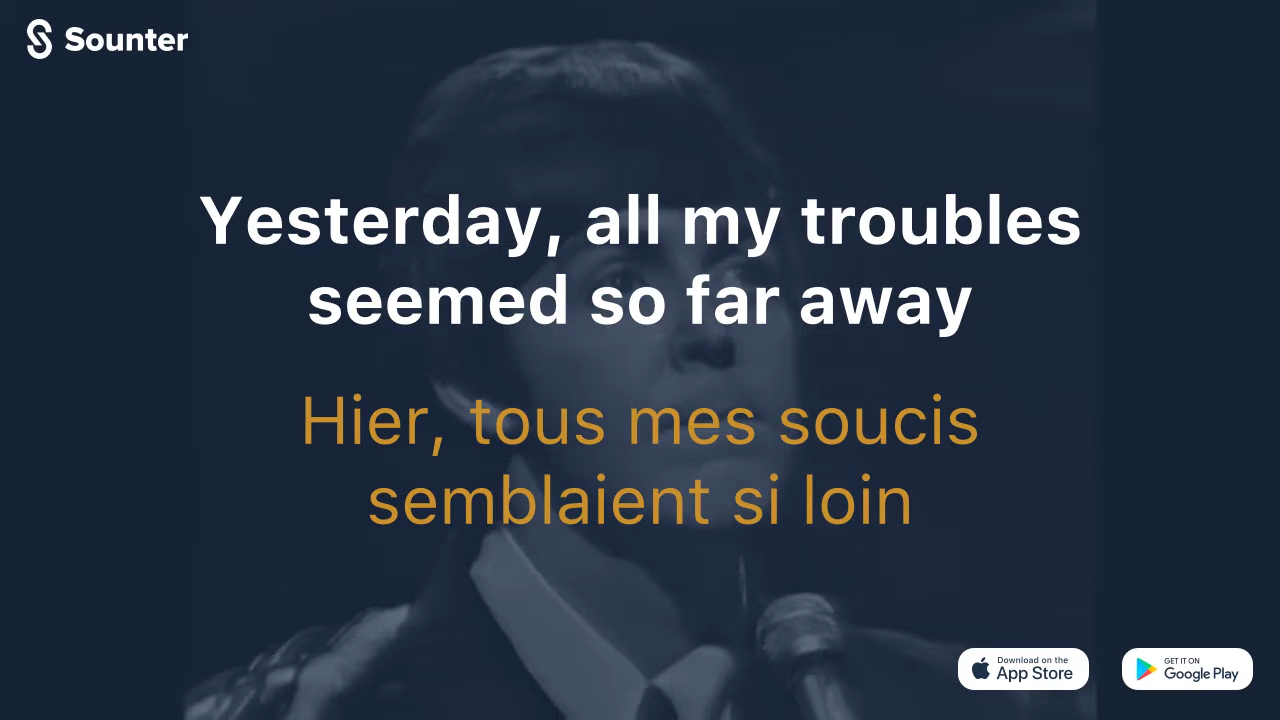 Sounter
Yesterday, all my troubles
seemed so far away
Hier, tous mes soucis
semblaient si loin
Download on the
App Store
GET IT ON
Google Play